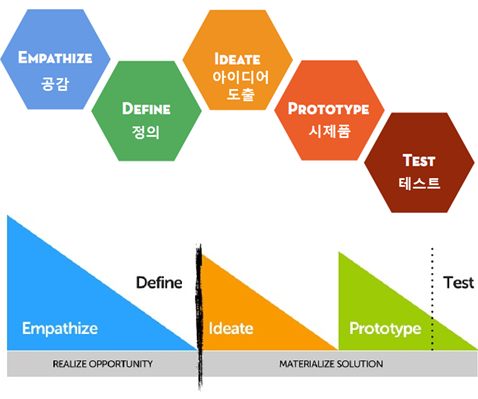 EMPATHIZE
공감
DEFINE
정의
IDEATE
아이디어
도출
PROTOTYPE
시제품
TEST
테스트
Define
Test
Empathize
Ideate
Prototype
REALIZE OPPORTUNITY
MATERIALIZE SOLUTION